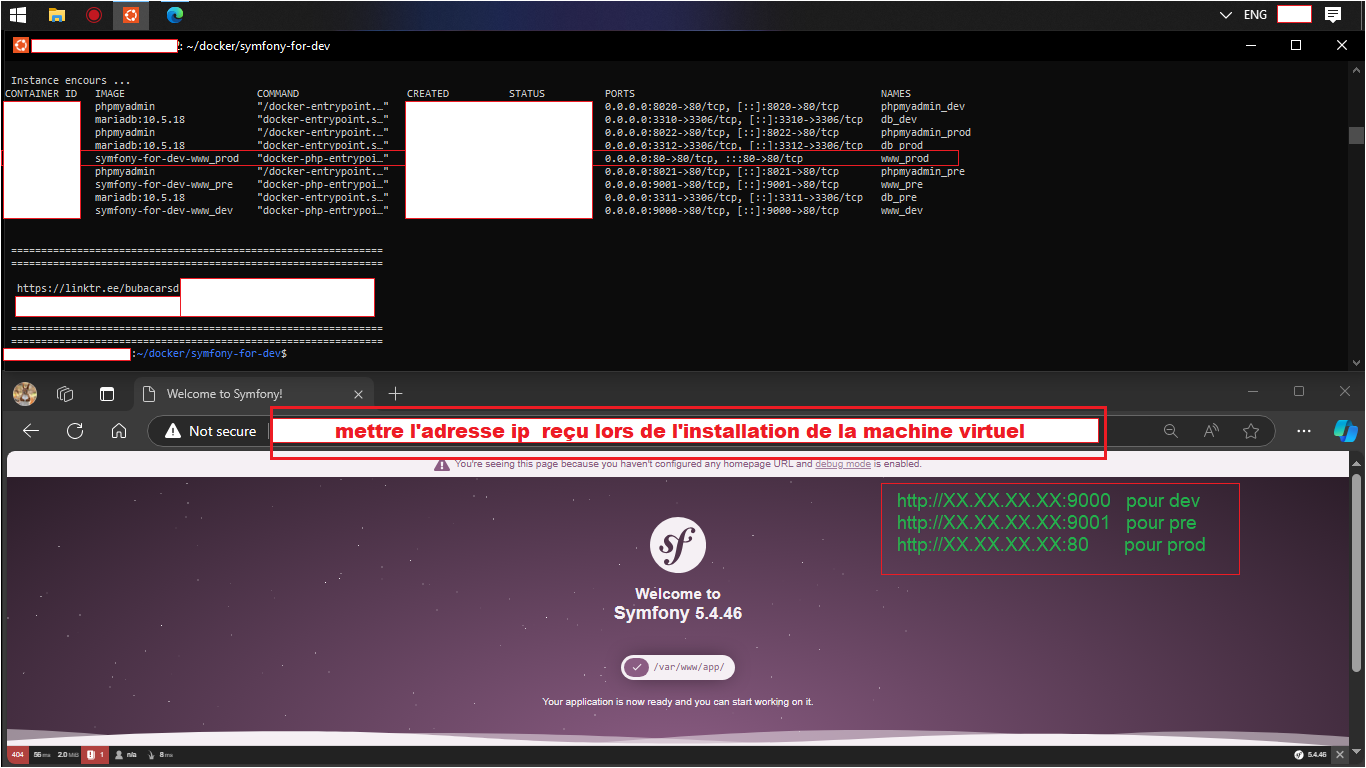 ENG
: ~/docker/symfony-for-dev
Instance encours ...
CONTAINER ID IMAGE COMMAND CREATED STATUS PORTS NAMES
phpmyadmin "/docker-entrypoint.…" 0.0.0.0:8020->80/tcp, [::]:8020->80/tcp phpmyadmin_dev
mariadb:10.5.18 "docker-entrypoint.s…" 0.0.0.0:3310->3306/tcp, [::]:3310->3306/tcp db_dev
phpmyadmin "/docker-entrypoint.…" 0.0.0.0:8022->80/tcp, [::]:8022->80/tcp phpmyadmin_prod
mariadb:10.5.18 "docker-entrypoint.s…" 0.0.0.0:3312->3306/tcp, [::]:3312->3306/tcp db_prod
symfony-for-dev-www_prod "docker-php-entrypoi…" 0.0.0.0:80->80/tcp, :::80->80/tcp www_prod
phpmyadmin "/docker-entrypoint.…" 0.0.0.0:8021->80/tcp, [::]:8021->80/tcp phpmyadmin_pre
symfony-for-dev-www_pre "docker-php-entrypoi…" 0.0.0.0:9001->80/tcp, [::]:9001->80/tcp www_pre
mariadb:10.5.18 "docker-entrypoint.s…" 0.0.0.0:3311->3306/tcp, [::]:3311->3306/tcp db_pre
symfony-for-dev-www_dev "docker-php-entrypoi…" 0.0.0.0:9000->80/tcp, [::]:9000->80/tcp www_dev
==============================================================
==============================================================
https://linktr.ee/bubacarsd
==============================================================
==============================================================
:~/docker/symfony-for-dev$
Welcome to Symfony!
Not secure mettre l'adresse ip reçu lors de l'installation de la machine virtuel
You're seeing this page because you haven't configured any homepage URL and debug mode is enabled.
http://XX.XX.XX.XX:9000 pour dev
http://XX.XX.XX.XX:9001 pour pre
http://XX.XX.XX.XX:80 pour prod
sf
Welcome to
Symfony 5.4.46
/var/www/app/
Your application is now ready and you can start working on it.
404 56 ms 2.0 MiB 1 n/a 8 ms sf 5.4.46